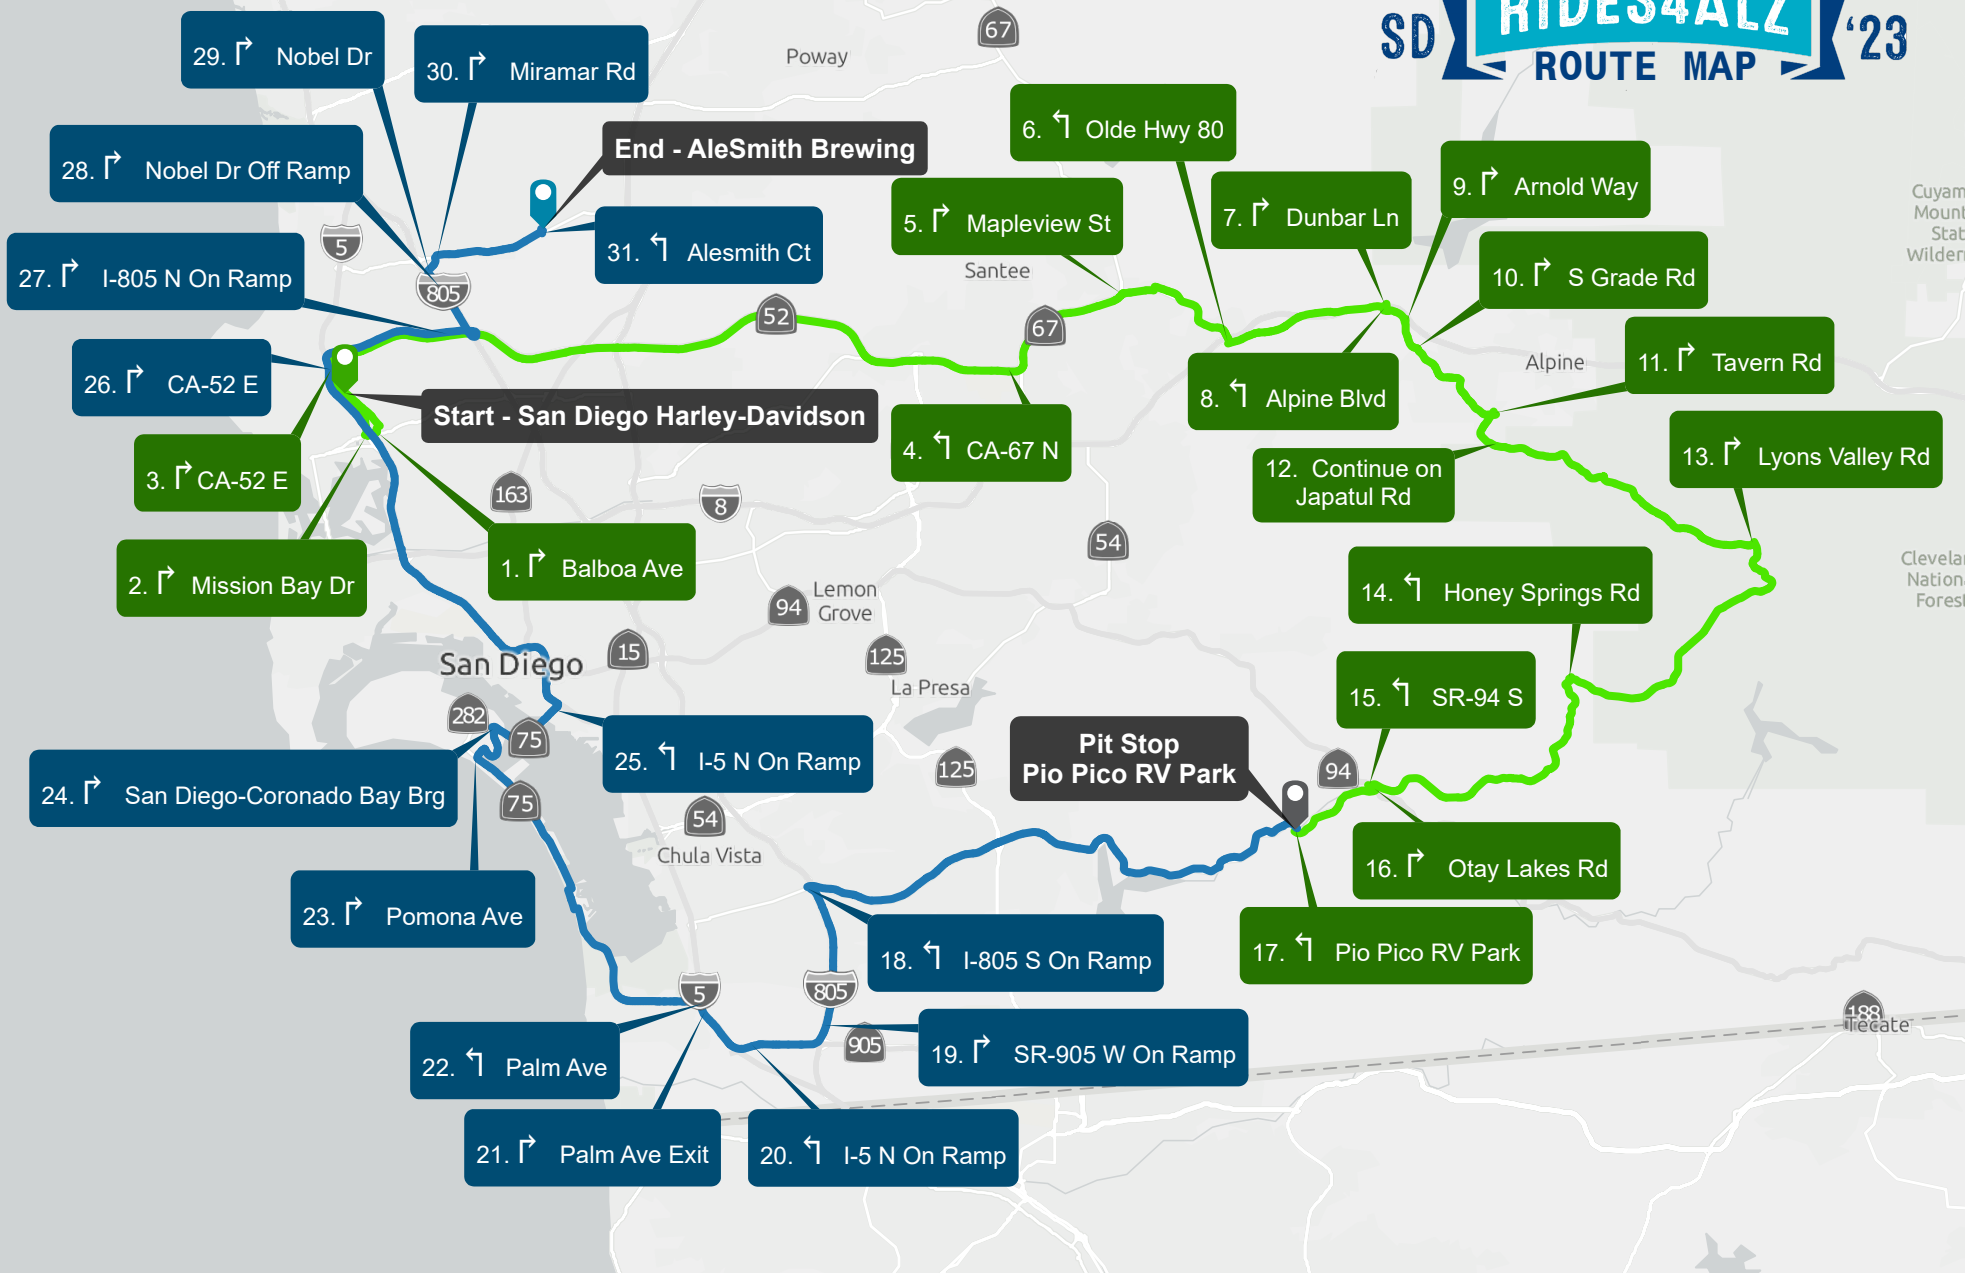 RIDES4ALZ
SD '23
ROUTE MAP
29. Nobel Dr
30. Miramar Rd
28. Nobel Dr Off Ramp
End - AleSmith Brewing
31. Alesmith Ct
27. I-805 N On Ramp
26. CA-52 E
Start - San Diego Harley-Davidson
3. CA-52 E
2. Mission Bay Dr
1. Balboa Ave
4. CA-67 N
5. Mapleview St
6. Olde Hwy 80
7. Dunbar Ln
8. Alpine Blvd
9. Arnold Way
10. S Grade Rd
11. Tavern Rd
12. Continue on
Japatul Rd
13. Lyons Valley Rd
14. Honey Springs Rd
15. SR-94 S
16. Otay Lakes Rd
17. Pio Pico RV Park
Pit Stop
Pio Pico RV Park
18. I-805 S On Ramp
19. SR-905 W On Ramp
20. I-5 N On Ramp
21. Palm Ave Exit
22. Palm Ave
23. Pomona Ave
24. San Diego-Coronado Bay Brg
25. I-5 N On Ramp
Poway
67
5
805
52
Santee
67
Alpine
163
8
54
94
Lemon
Grove
15
125
La Presa
San Diego
282
75
75
125
94
54
Chula Vista
5
805
905
188
Tecate